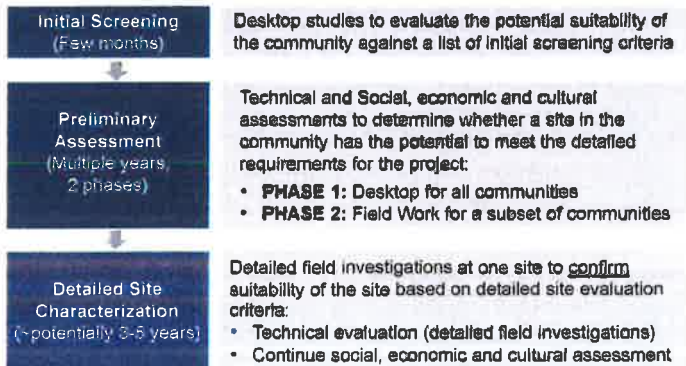 Initial Screening
(Few months)
Desktop studies to evaluate the potential suitability of
the community against a list of initial screening criteria
Preliminary
Assessment
(Multiple years,
2 phases)
Technical and Social, economic and cultural
assessments to determine whether a site in the
community has the potential to meet the detailed
requirements for the project:
• PHASE 1: Desktop for all communities
• PHASE 2: Field Work for a subset of communities
Detailed Site
Characterization
(~potentially 3-5 years)
Detailed field investigations at one site to confirm
suitability of the site based on detailed site evaluation
criteria:
• Technical evaluation (detailed field investigations)
• Continue social, economic and cultural assessment